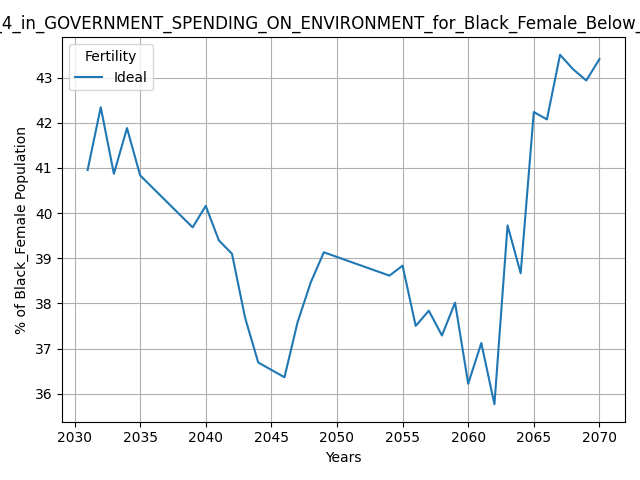 _4_in_GOVERNMENT_SPENDING_ON_ENVIRONMENT_for_Black_Female_Below_
Fertility
Ideal
% of Black_Female Population
43
42
41
40
39
38
37
36
2030 2035 2040 2045 2050 2055 2060 2065 2070
Years